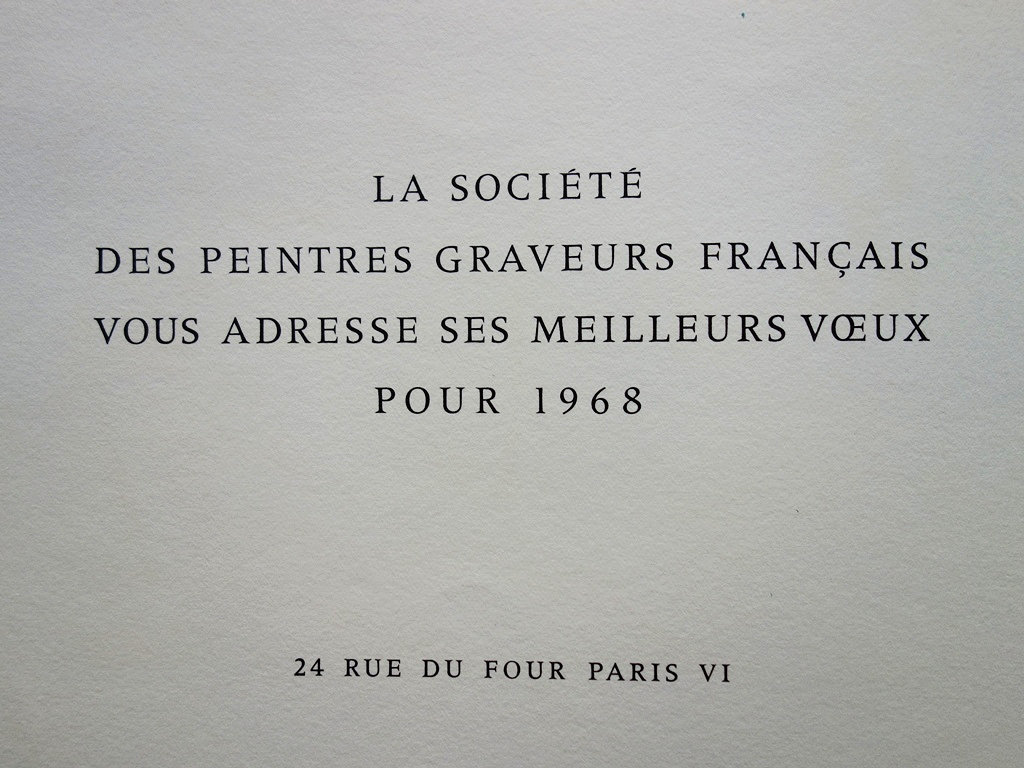 LA SOCIÉTÉ
DES PEINTRES GRAVEURS FRANÇAIS
VOUS ADRESSE SES MEILLEURS VŒUX
POUR 1968
24 RUE DU FOUR PARIS VI